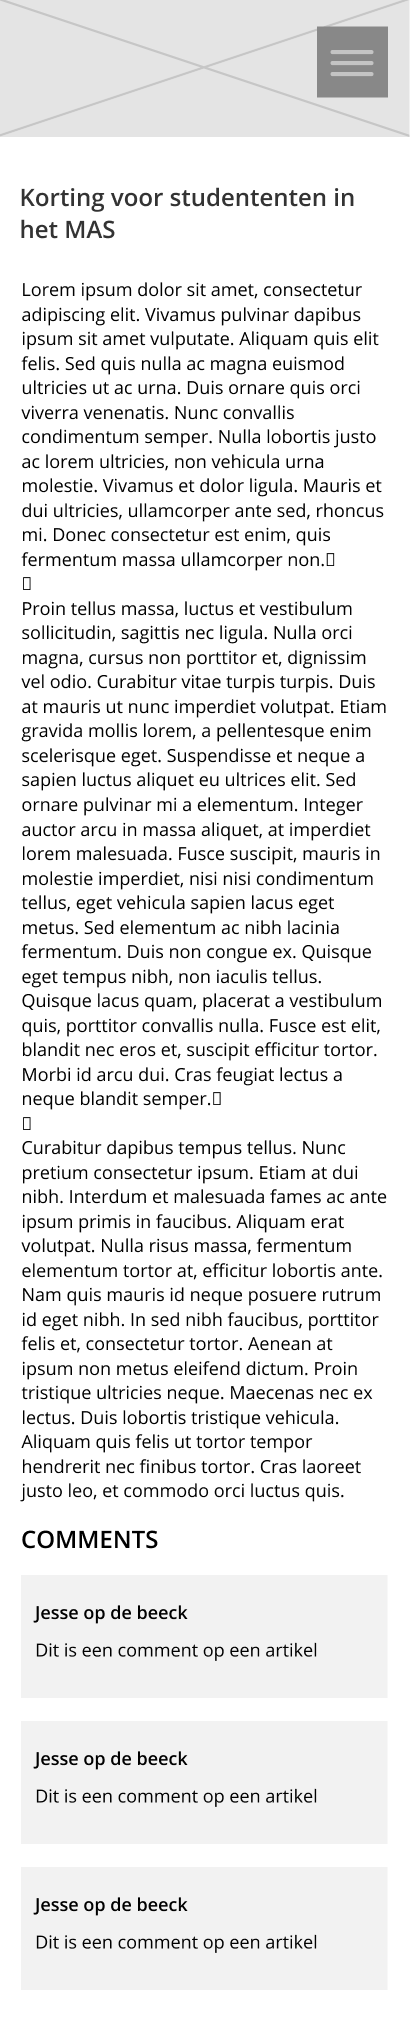 Korting voor studententen in
het MAS
Lorem ipsum dolor sit amet, consectetur
adipiscing elit. Vivamus pulvinar dapibus
ipsum sit amet vulputate. Aliquam quis elit
felis. Sed quis nulla ac magna euismod
ultricies ut ac urna. Duis ornare quis orci
viverra venenatis. Nunc convallis
condimentum semper. Nulla lobortis justo
ac lorem ultricies, non vehicula urna
molestie. Vivamus et dolor ligula. Mauris et
dui ultricies, ullamcorper ante sed, rhoncus
mi. Donec consectetur est enim, quis
fermentum massa ullamcorper non.
Proin tellus massa, luctus et vestibulum
sollicitudin, sagittis nec ligula. Nulla orci
magna, cursus non porttitor et, dignissim
vel odio. Curabitur vitae turpis turpis. Duis
at mauris ut nunc imperdiet volutpat. Etiam
gravida mollis lorem, a pellentesque enim
scelerisque eget. Suspendisse et neque a
sapien luctus aliquet eu ultrices elit. Sed
ornare pulvinar mi a elementum. Integer
auctor arcu in massa aliquet, at imperdiet
lorem malesuada. Fusce suscipit, mauris in
molestie imperdiet, nisi nisi condimentum
tellus, eget vehicula sapien lacus eget
metus. Sed elementum ac nibh lacinia
fermentum. Duis non congue ex. Quisque
eget tempus nibh, non iaculis tellus.
Quisque lacus quam, placerat a vestibulum
quis, porttitor convallis nulla. Fusce est elit,
blandit nec eros et, suscipit efficitur tortor.
Morbi id arcu dui. Cras feugiat lectus a
neque blandit semper.
Curabitur dapibus tempus tellus. Nunc
pretium consectetur ipsum. Etiam at dui
nibh. Interdum et malesuada fames ac ante
ipsum primis in faucibus. Aliquam erat
volutpat. Nulla risus massa, fermentum
elementum tortor at, efficitur lobortis ante.
Nam quis mauris id neque posuere rutrum
id eget nibh. In sed nibh faucibus, porttitor
felis et, consectetur tortor. Aenean at
ipsum non metus eleifend dictum. Proin
tristique ultricies neque. Maecenas nec ex
lectus. Duis lobortis tristique vehicula.
Aliquam quis felis ut tortor tempor
hendrerit nec finibus tortor. Cras laoreet
justo leo, et commodo orci luctus quis.
COMMENTS
Jesse op de beeck
Dit is een comment op een artikel
Jesse op de beeck
Dit is een comment op een artikel
Jesse op de beeck
Dit is een comment op een artikel